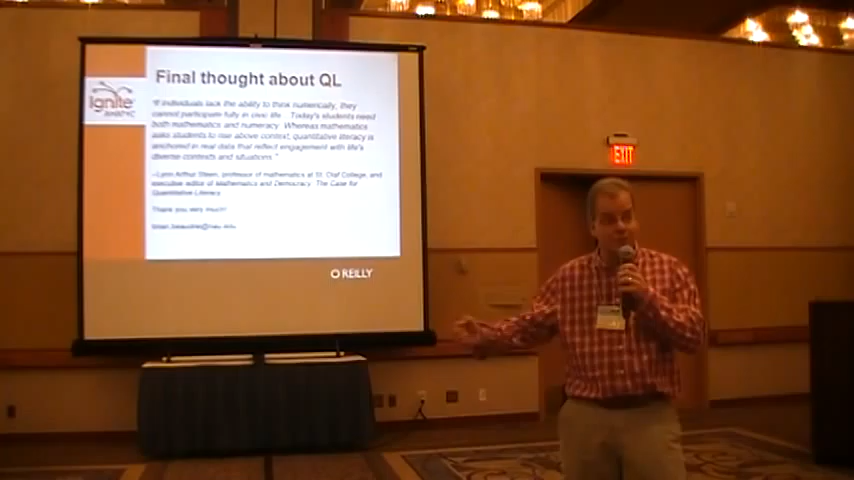 Final thought about QL
Ignite
AMATYC
"If individuals lack the ability to think numerically, they
cannot participate fully in civic life... Today's students need
both mathematics and numeracy. Whereas mathematics
asks students to rise above context, quantitative literacy is
anchored in real data that reflect engagement with life's
diverse contexts and situations."
--Lynn Arthur Steen, professor of mathematics at St. Olaf College, and
executive editor of Mathematics and Democracy: The Case for
Quantitative Literacy
Thank you very much!
O'REILLY
EXIT